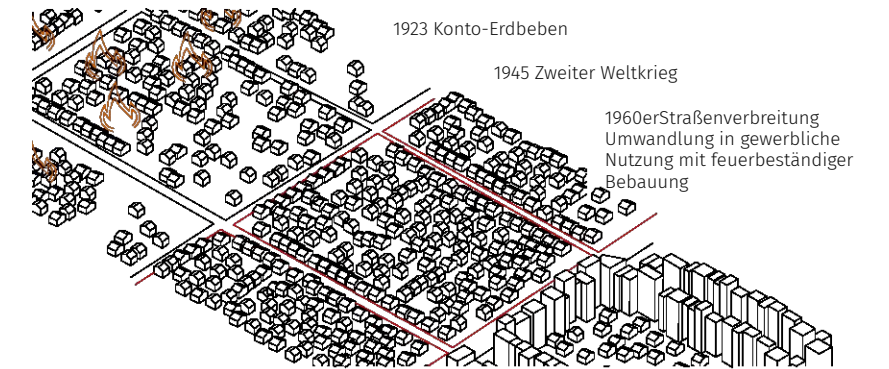 1923 Konto-Erdbeben
1945 Zweiter Weltkrieg
1960erStraßenverbreitung
Umwandlung in gewerbliche
Nutzung mit feuerbeständiger
Bebauung